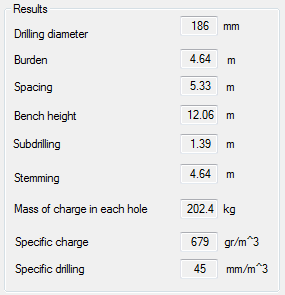 Results
Drilling diameter 186 mm
Burden 4.64 m
Spacing 5.33 m
Bench height 12.06 m
Subdrilling 1.39 m
Stemming 4.64 m
Mass of charge in each hole 202.4 kg
Specific charge 679 gr/m^3
Specific drilling 45 mm/m^3